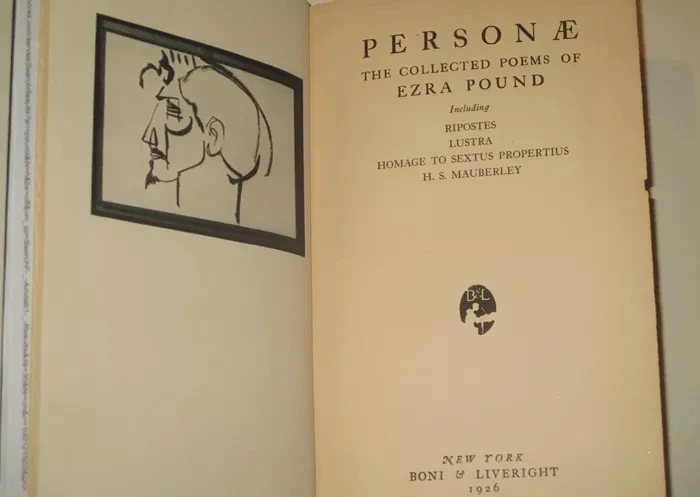 PERSONÆ
THE COLLECTED POEMS OF
EZRA POUND
Including
RIPOSTES
LUSTRA
HOMAGE TO SEXTUS PROPERTIUS
H. S. MAUBERLEY
B&L
NEW YORK
BONI & LIVERIGHT
1926